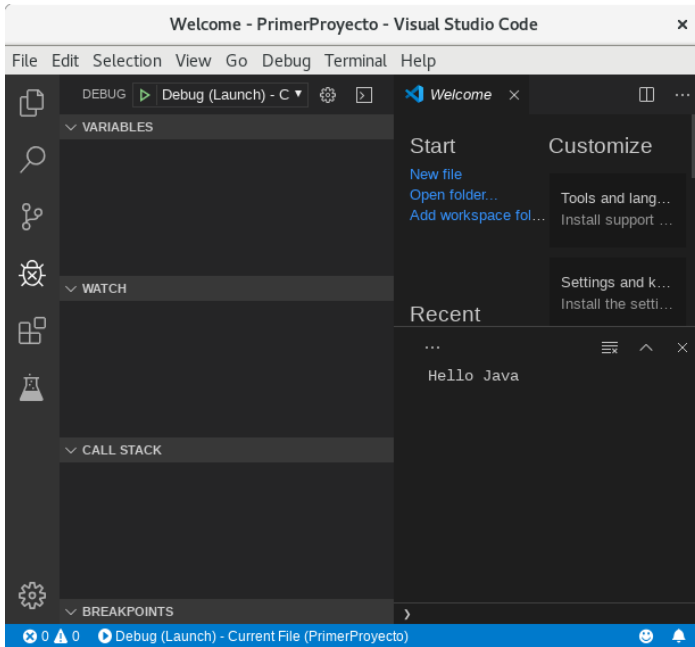 Welcome - PrimerProyecto - Visual Studio Code
File Edit Selection View Go Debug Terminal Help
DEBUG Debug (Launch) - C
VARIABLES
WATCH
CALL STACK
BREAKPOINTS
Welcome
Start
New file
Open folder...
Add workspace fol...
Recent
Customize
Tools and lang...
Install support ...
Settings and k...
Install the setti...
...
Hello Java
0 0 Debug (Launch) - Current File (PrimerProyecto)